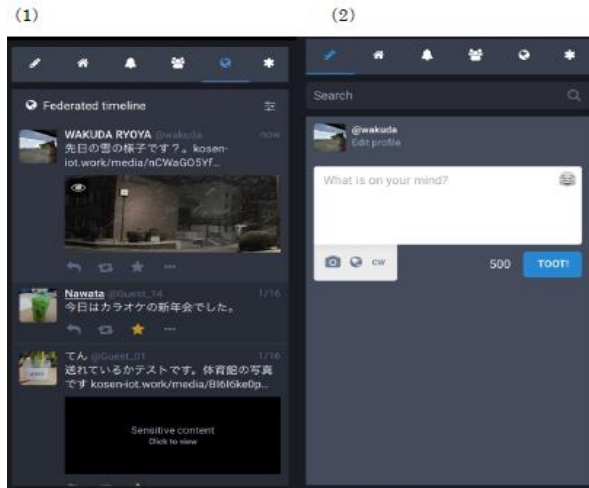 (1)
(2)
Federated timeline
WAKUDA RYOYA @wakuda now
先日の雪の様子です？。kosen-
iot.work/media/nCWaGO5Yf...
Nawata @Guest_14 1/16
今日はカラオケの新年会でした。
てん @Guest_01 1/16
送れているかテストです。体育館の写真
です kosen-iot.work/media/BI6I6ke0p...
Sensitive content
Click to view
Search
@wakuda
Edit profile
What is on your mind?
CW
500
TOOT!